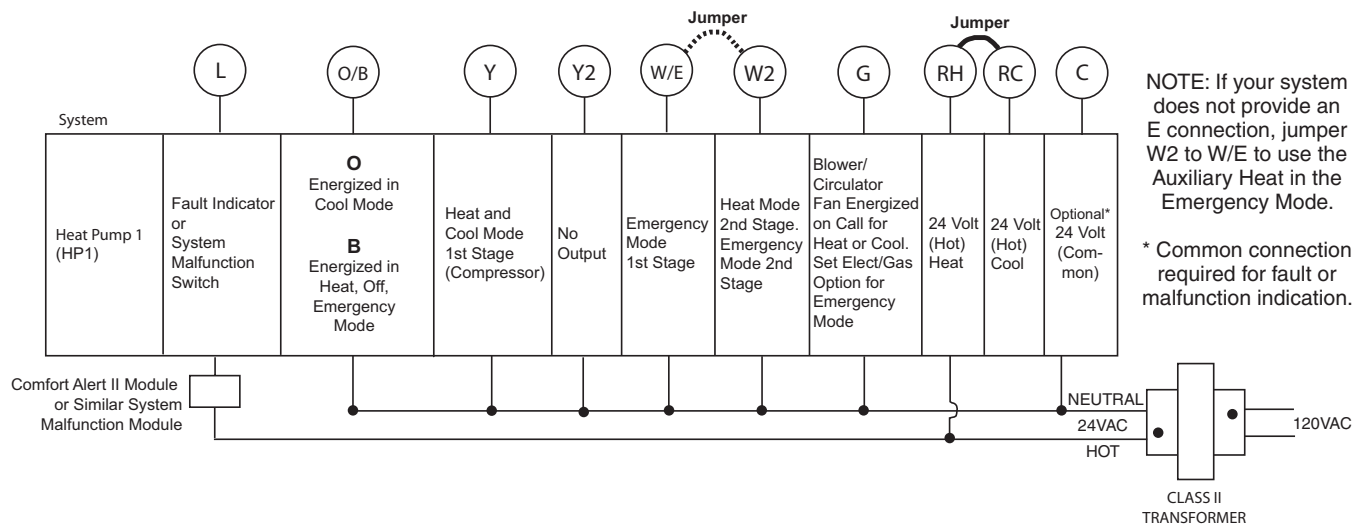 Jumper
Jumper
L
O/B
Y
Y2
W/E
W2
G
RH
RC
C
System
Heat Pump 1
(HP1)
Fault Indicator
or
System
Malfunction
Switch
O
Energized in
Cool Mode
B
Energized in
Heat, Off,
Emergency
Mode
Heat and
Cool Mode
1st Stage
(Compressor)
No
Output
Emergency
Mode
1st Stage
Heat Mode
2nd Stage.
Emergency
Mode 2nd
Stage
Blower/
Circulator
Fan Energized
on Call for
Heat or Cool.
Set Elect/Gas
Option for
Emergency
Mode
24 Volt
(Hot)
Heat
24 Volt
(Hot)
Cool
Optional*
24 Volt
(Com-
mon)
NOTE: If your system
does not provide an
E connection, jumper
W2 to W/E to use the
Auxiliary Heat in the
Emergency Mode.
* Common connection
required for fault or
malfunction indication.
Comfort Alert II Module
or Similar System
Malfunction Module
NEUTRAL
24VAC
HOT
120VAC
CLASS II
TRANSFORMER